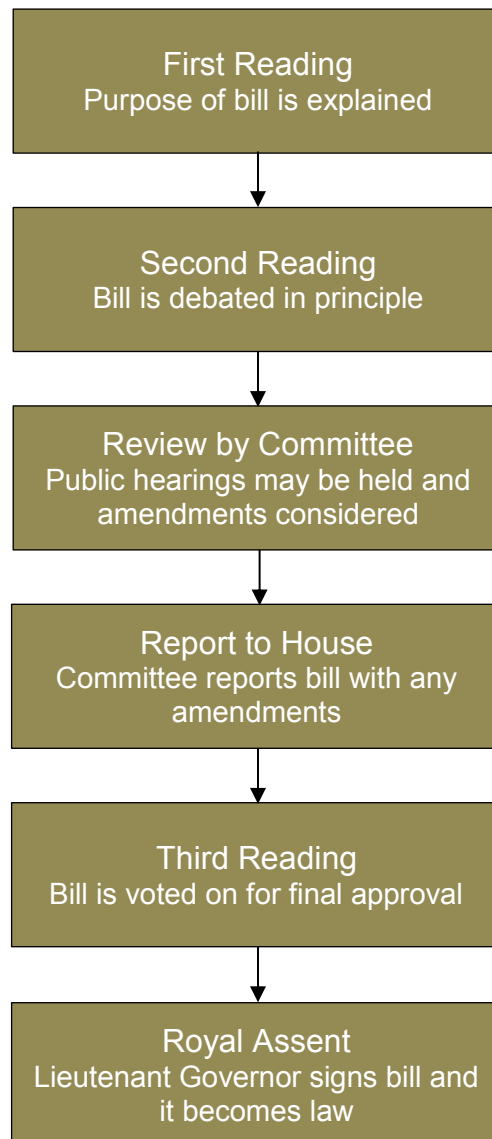 First Reading
Purpose of bill is explained
Second Reading
Bill is debated in principle
Review by Committee
Public hearings may be held and
amendments considered
Report to House
Committee reports bill with any
amendments
Third Reading
Bill is voted on for final approval
Royal Assent
Lieutenant Governor signs bill and
it becomes law